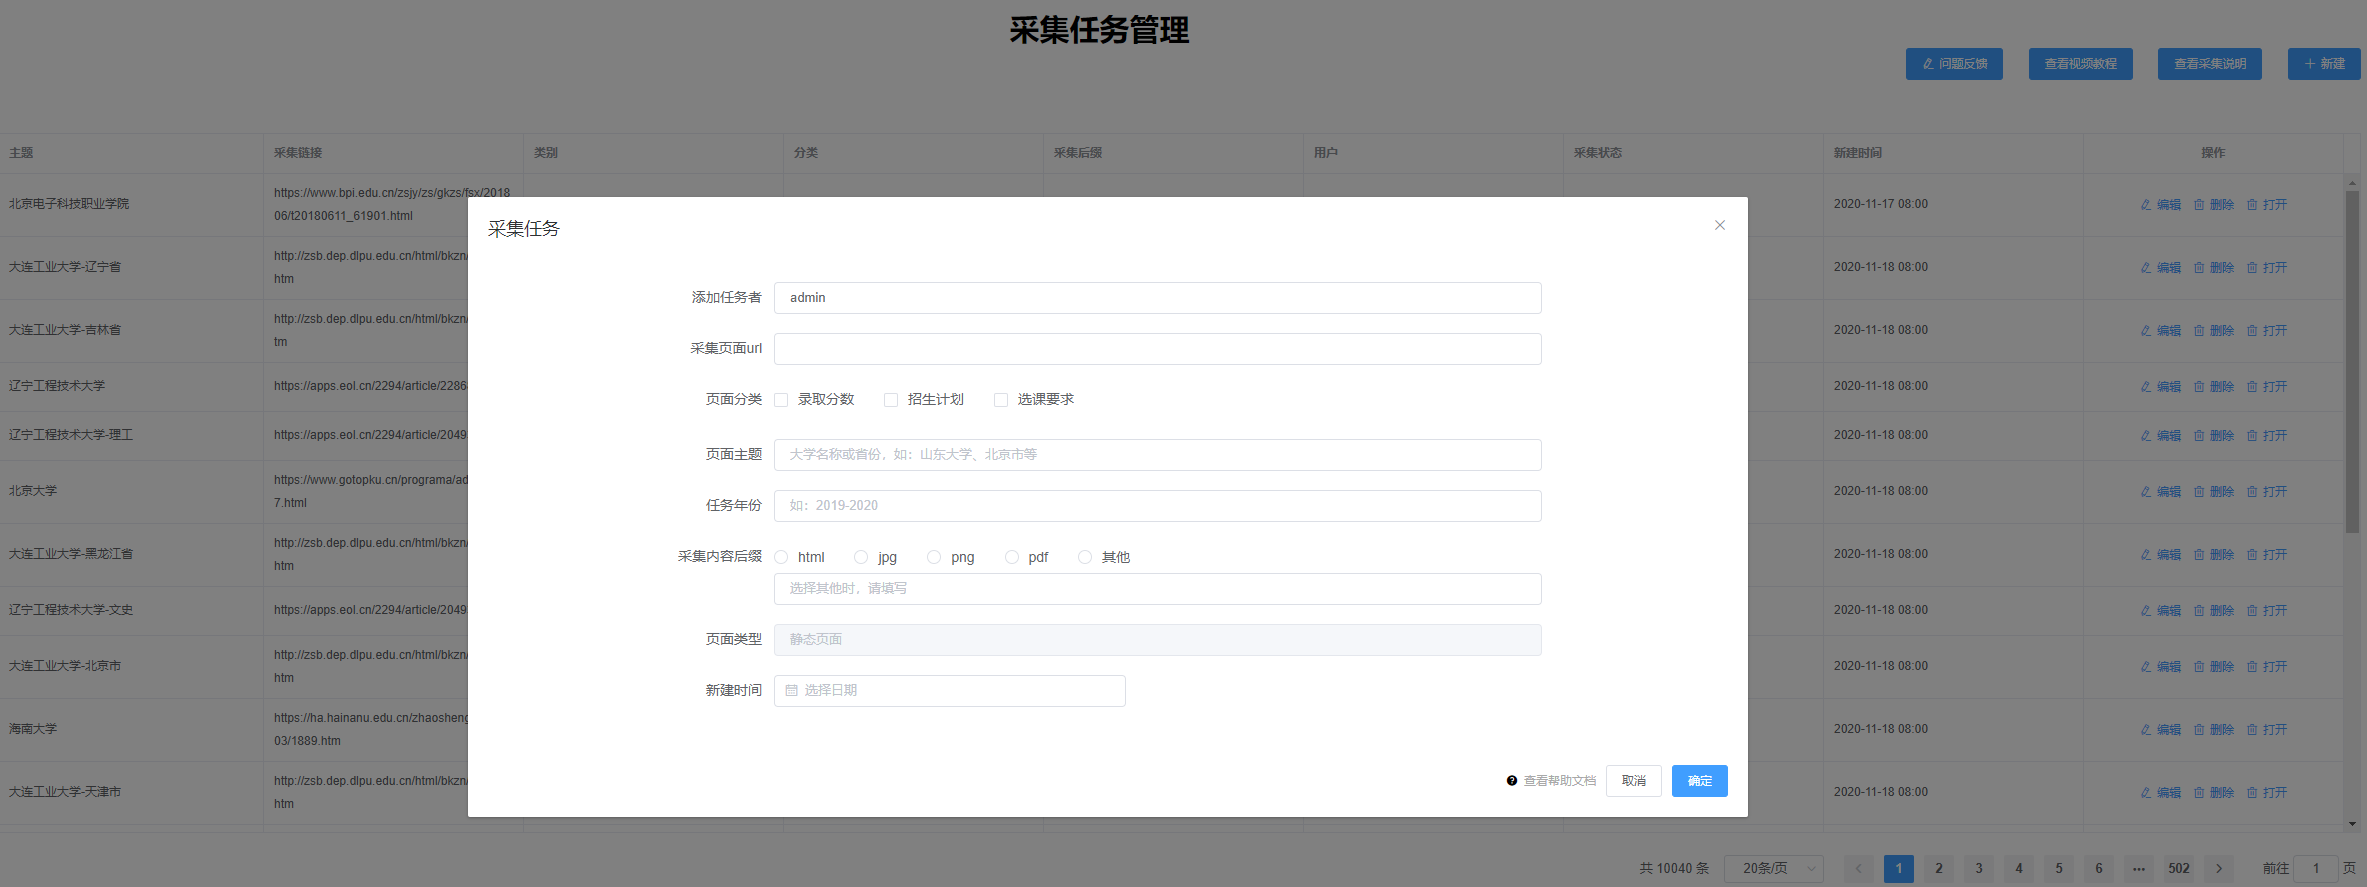 采集任务管理
问题反馈
查看视频教程
查看采集说明
新建
主题 采集链接 类别 分类 采集后缀 用户 采集状态 新建时间 操作
北京电子科技职业学院
https://www.bpi.edu.cn/zsjy/zs/gkzs/fsx/2018
06/t20180611_61901.html
2020-11-17 08:00 编辑 删除 打开
大连工业大学-辽宁省
http://zsb.dep.dlpu.edu.cn/html/bkzn/
htm
2020-11-18 08:00 编辑 删除 打开
大连工业大学-吉林省
http://zsb.dep.dlpu.edu.cn/html/bkzn/
tm
2020-11-18 08:00 编辑 删除 打开
辽宁工程技术大学
https://apps.eol.cn/2294/article/2286
2020-11-18 08:00 编辑 删除 打开
辽宁工程技术大学-理工
https://apps.eol.cn/2294/article/2049
2020-11-18 08:00 编辑 删除 打开
北京大学
https://www.gotopku.cn/programa/ad
7.html
2020-11-18 08:00 编辑 删除 打开
大连工业大学-黑龙江省
http://zsb.dep.dlpu.edu.cn/html/bkzn/
htm
2020-11-18 08:00 编辑 删除 打开
辽宁工程技术大学-文史
https://apps.eol.cn/2294/article/2049
2020-11-18 08:00 编辑 删除 打开
大连工业大学-北京市
http://zsb.dep.dlpu.edu.cn/html/bkzn/
htm
2020-11-18 08:00 编辑 删除 打开
海南大学
https://ha.hainanu.edu.cn/zhaosheng
03/1889.htm
2020-11-18 08:00 编辑 删除 打开
大连工业大学-天津市
http://zsb.dep.dlpu.edu.cn/html/bkzn/
htm
2020-11-18 08:00 编辑 删除 打开
采集任务
添加任务者 admin
采集页面url
页面分类 录取分数 招生计划 选课要求
页面主题 大学名称或省份，如：山东大学、北京市等
任务年份 如：2019-2020
采集内容后缀 html jpg png pdf 其他
选择其他时，请填写
页面类型 静态页面
新建时间 选择日期
查看帮助文档 取消 确定
共 10040 条 20条/页 1 2 3 4 5 6 ••• 502 前往 1 页